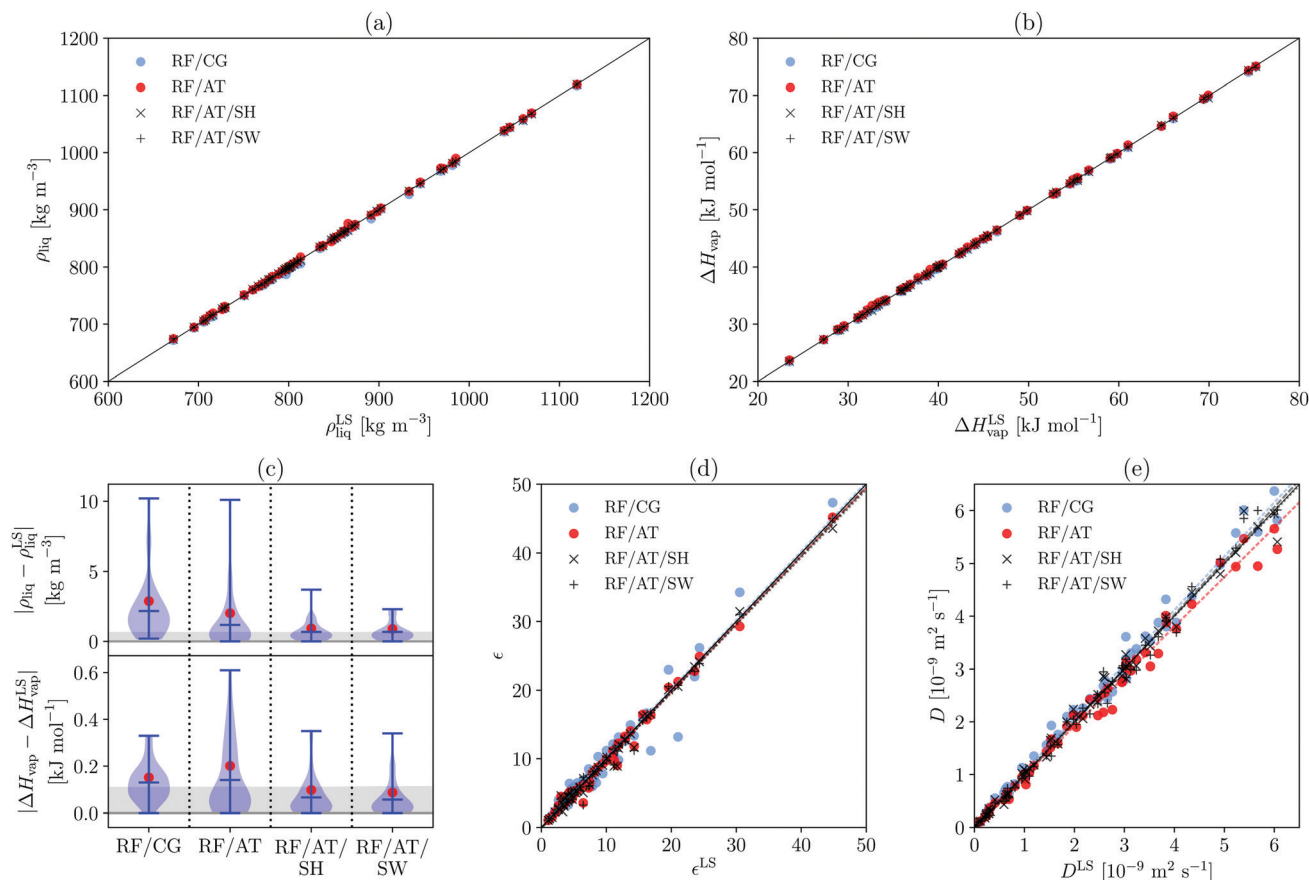 (a)
1200
1100
1000
900
800
700
600
ρliq [kg m−3]
RF/CG
RF/AT
RF/AT/SH
RF/AT/SW
600 700 800 900 1000 1100 1200
ρLSliq [kg m−3]
(b)
80
70
60
50
40
30
20
ΔHvap [kJ mol−1]
RF/CG
RF/AT
RF/AT/SH
RF/AT/SW
20 30 40 50 60 70 80
ΔHLSvap [kJ mol−1]
(c)
|ρliq − ρLSliq|
[kg m−3]
10
5
0
|ΔHvap − ΔHLSvap|
[kJ mol−1]
0.6
0.4
0.2
0.0
RF/CG RF/AT RF/AT/SH RF/AT/SW
(d)
50
40
30
20
10
0
ϵ
RF/CG
RF/AT
RF/AT/SH
RF/AT/SW
0 10 20 30 40 50
ϵLS
(e)
6
5
4
3
2
1
0
D [10−9 m2 s−1]
RF/CG
RF/AT
RF/AT/SH
RF/AT/SW
0 1 2 3 4 5 6
DLS [10−9 m2 s−1]